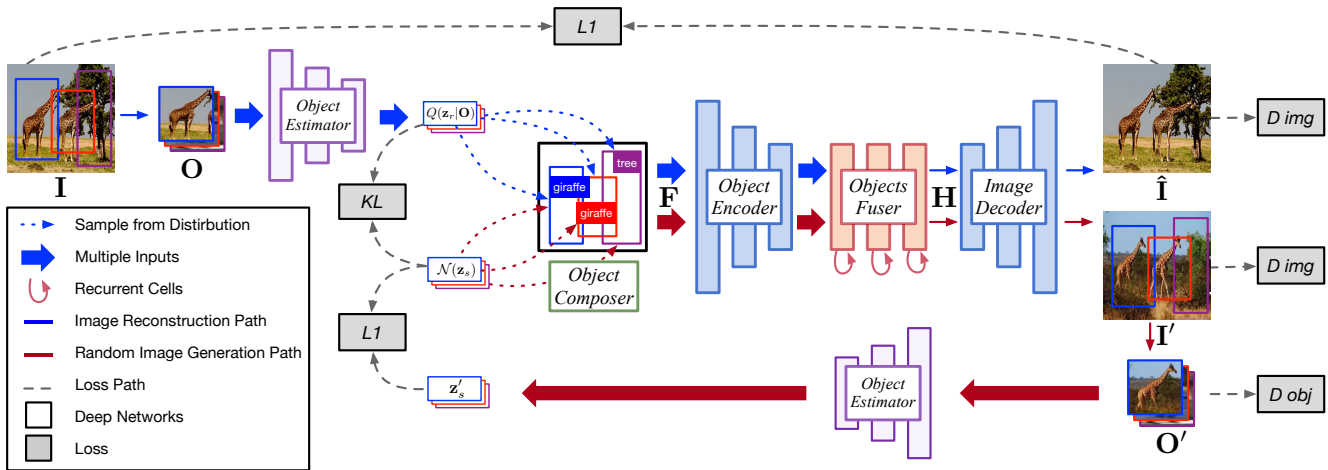 L1
I
O
Object
Estimator
Q(z_r|O)
KL
N(z_s)
L1
z'_s
tree
giraffe
giraffe
Object
Composer
F
Object
Encoder
Objects
Fuser
H
Image
Decoder
Î
D img
D img
I′
Object
Estimator
O′
D obj
Sample from Distirbution
Multiple Inputs
Recurrent Cells
Image Reconstruction Path
Random Image Generation Path
Loss Path
Deep Networks
Loss